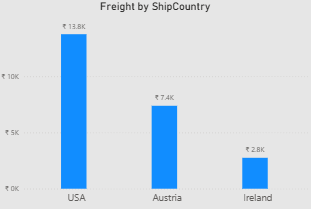 Freight by ShipCountry
₹ 13.8K
₹ 10K
₹ 7.4K
₹ 5K
₹ 2.8K
₹ 0K
USA Austria Ireland